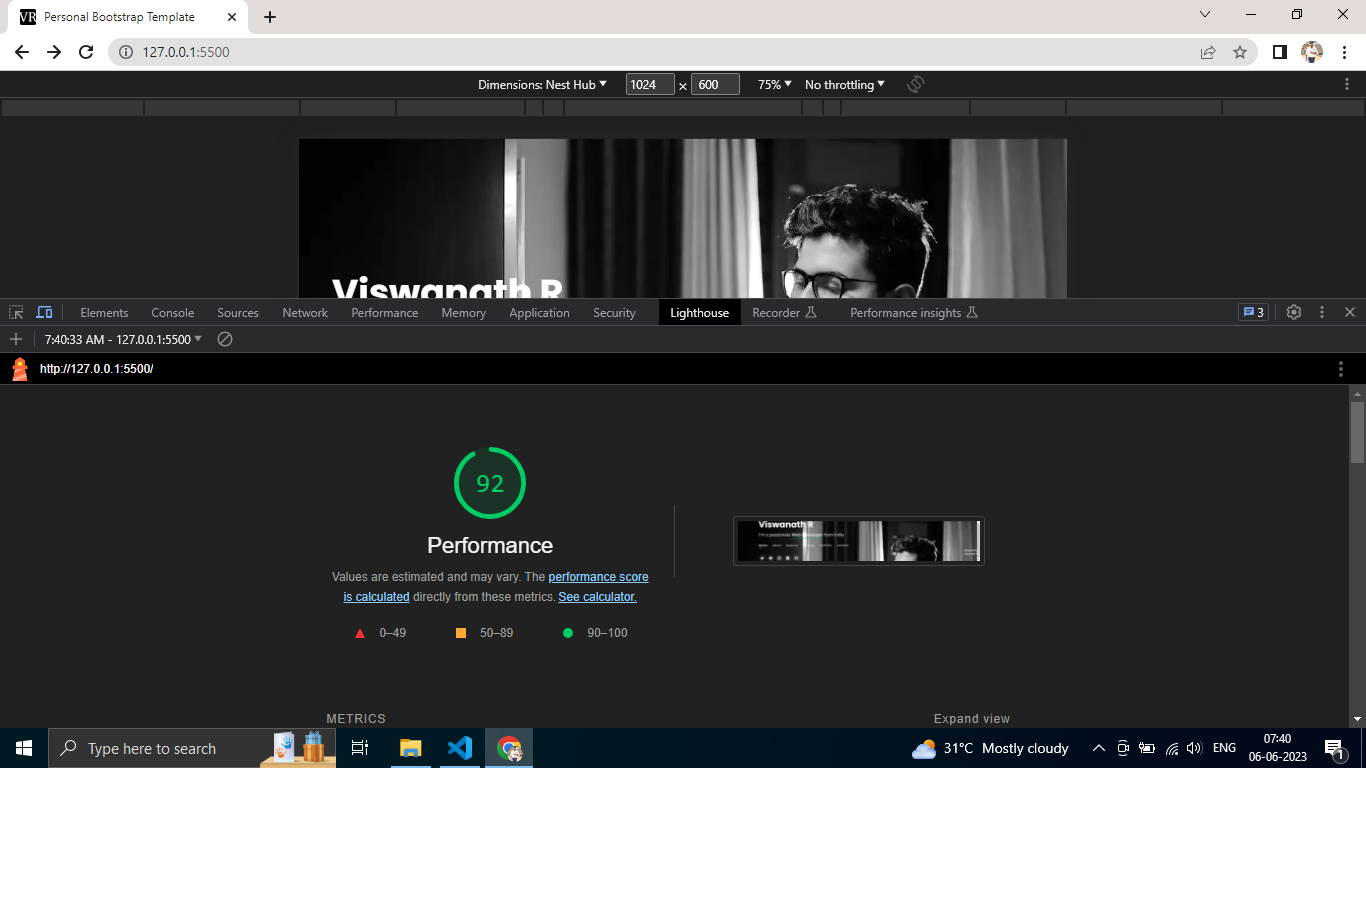 VR Personal Bootstrap Template
127.0.0.1:5500
Dimensions: Nest Hub 1024 × 600 75% No throttling
Viswanath R
Elements Console Sources Network Performance Memory Application Security Lighthouse Recorder Performance insights 3
7:40:33 AM - 127.0.0.1:5500
http://127.0.0.1:5500/
92
Performance
Values are estimated and may vary. The performance score
is calculated directly from these metrics. See calculator.
0–49 50–89 90–100
Viswanath R
METRICS Expand view
Type here to search
31°C Mostly cloudy
ENG
07:40
06-06-2023
1